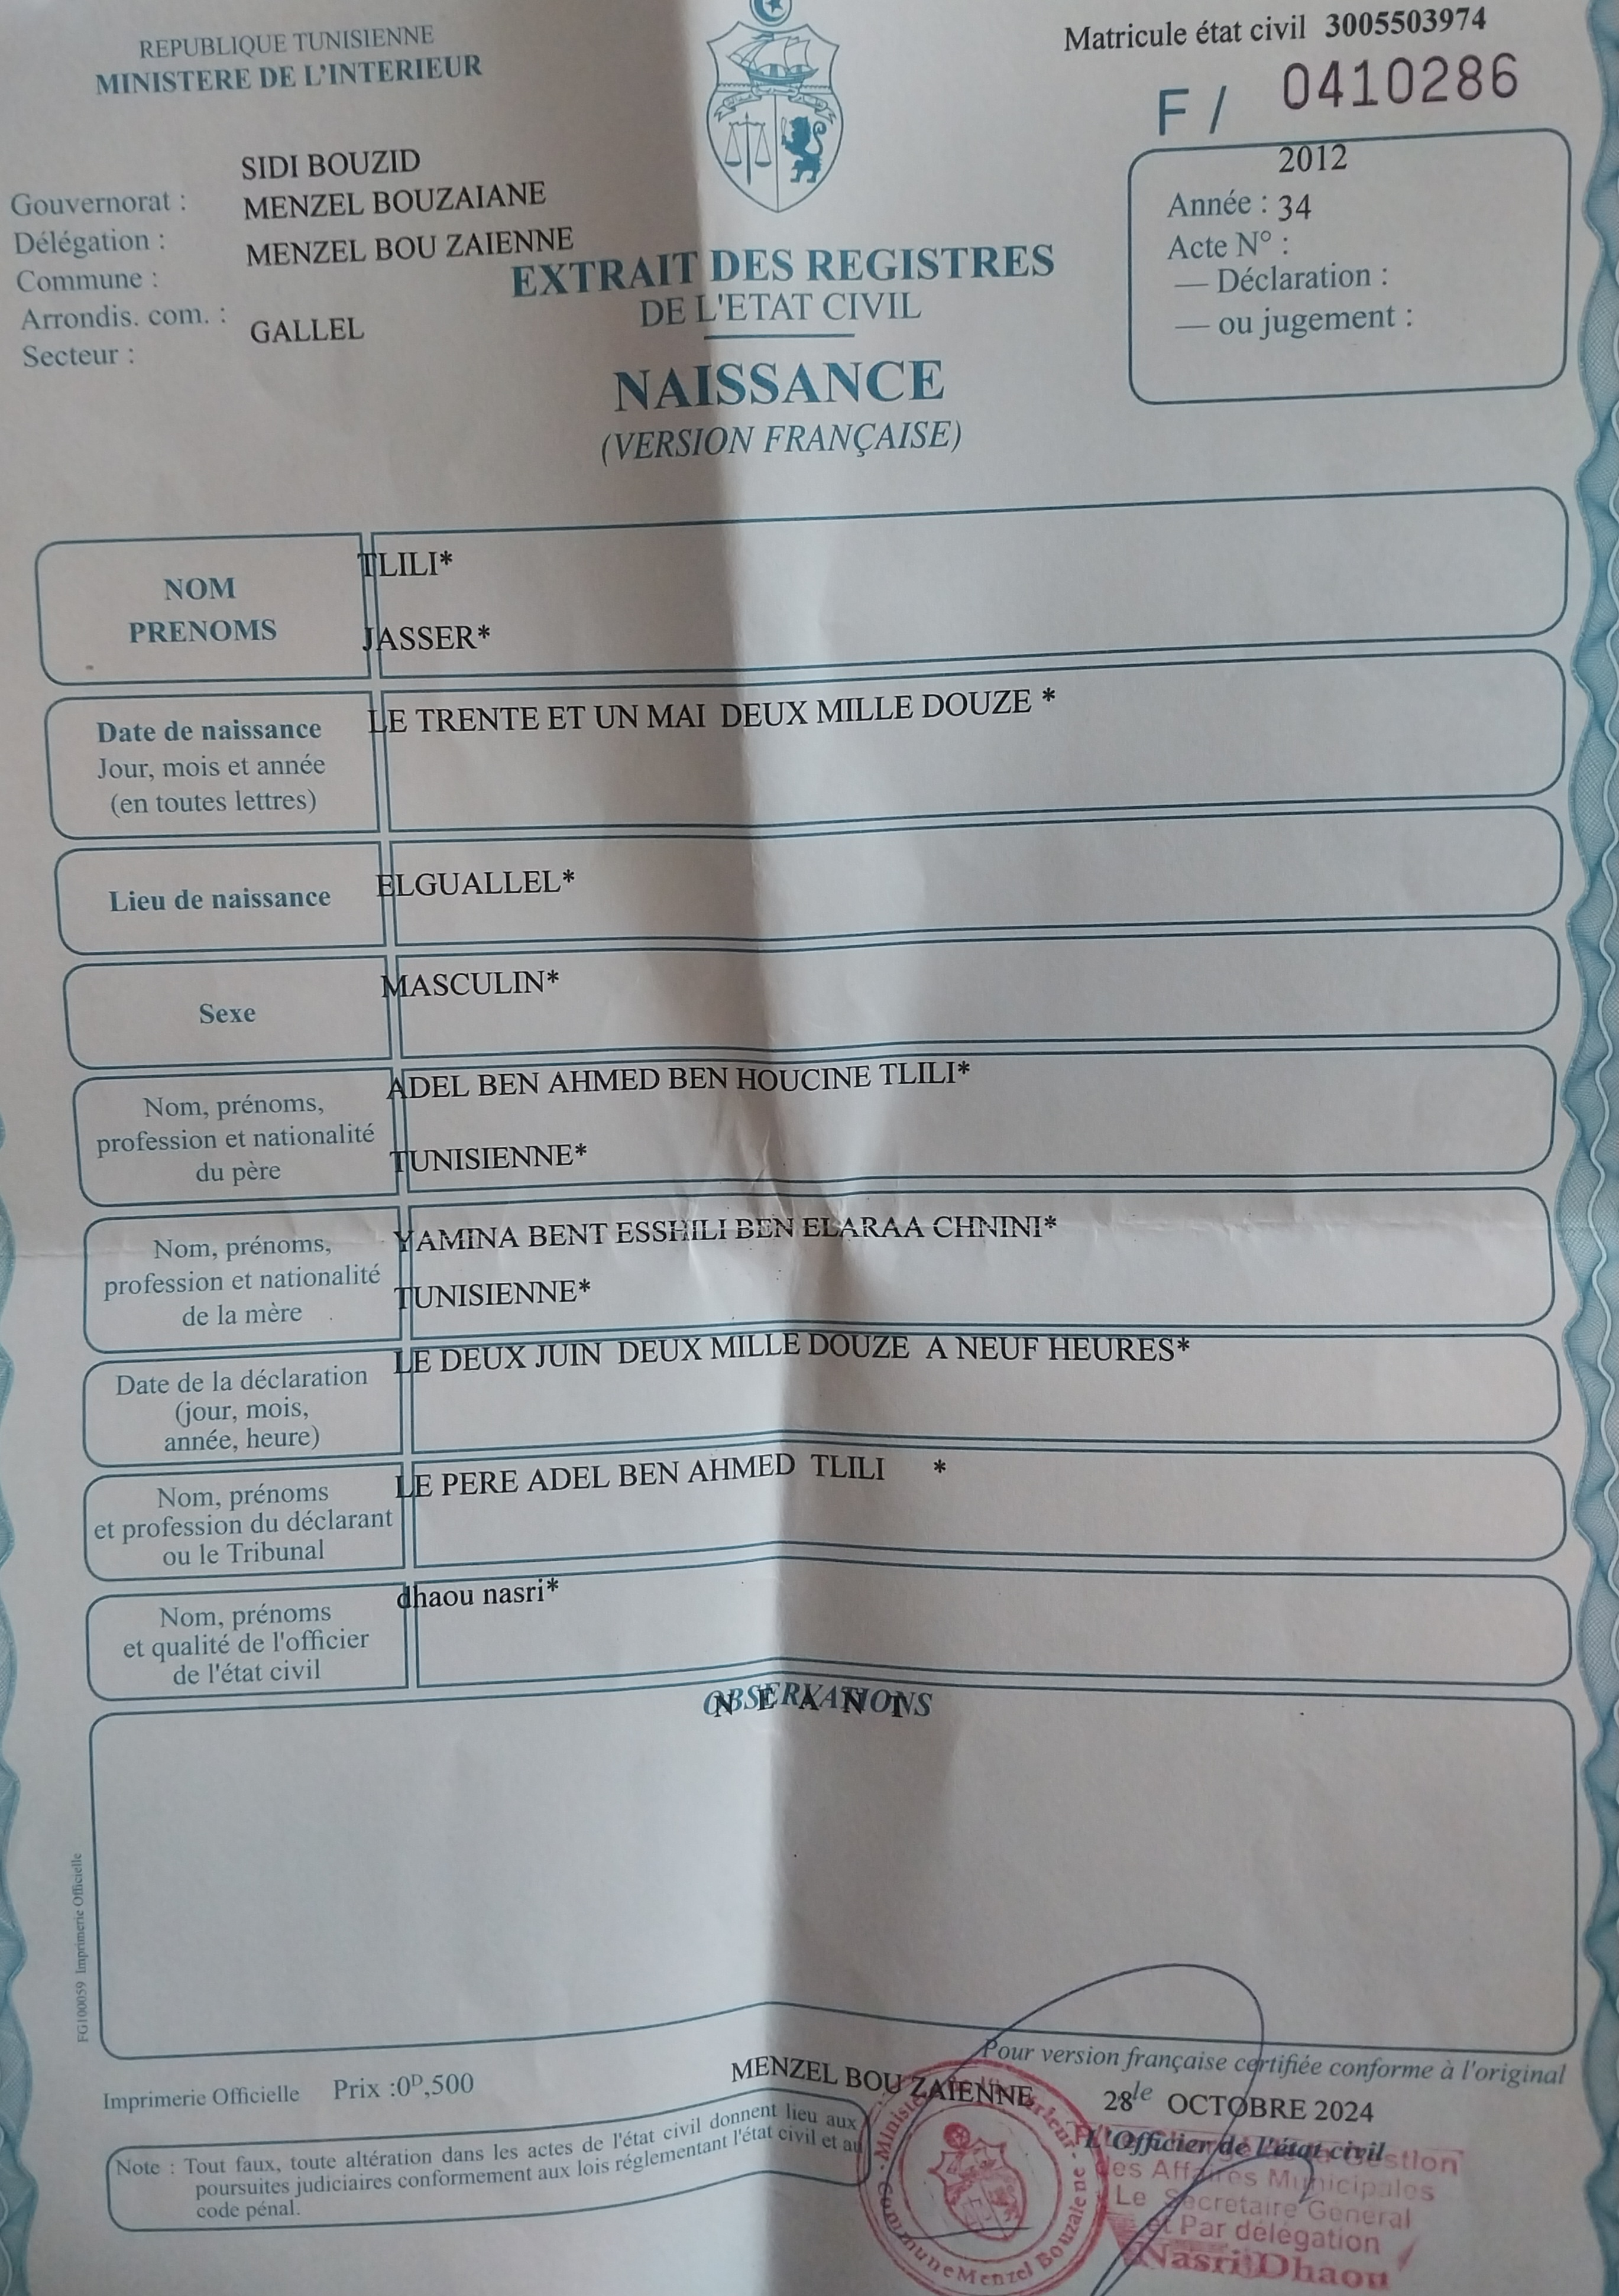 REPUBLIQUE TUNISIENNE
MINISTERE DE L'INTERIEUR
Matricule état civil 3005503974
F / 0410286
SIDI BOUZID
Gouvernorat :
MENZEL BOUZAIANE
Délégation :
MENZEL BOU ZAIENNE
Commune :
Arrondis. com. :
GALLEL
Secteur :
2012
Année : 34
Acte N° :
— Déclaration :
— ou jugement :
EXTRAIT DES REGISTRES
DE L'ETAT CIVIL
NAISSANCE
(VERSION FRANÇAISE)
NOM
PRENOMS
TLILI*
JASSER*
Date de naissance
Jour, mois et année
(en toutes lettres)
LE TRENTE ET UN MAI DEUX MILLE DOUZE *
Lieu de naissance
ELGUALLEL*
Sexe
MASCULIN*
Nom, prénoms,
profession et nationalité
du père
ADEL BEN AHMED BEN HOUCINE TLILI*
TUNISIENNE*
Nom, prénoms,
profession et nationalité
de la mère
YAMINA BENT ESSHILI BEN ELARAA CHNINI*
TUNISIENNE*
Date de la déclaration
(jour, mois,
année, heure)
LE DEUX JUIN DEUX MILLE DOUZE A NEUF HEURES*
Nom, prénoms
et profession du déclarant
ou le Tribunal
LE PERE ADEL BEN AHMED TLILI *
Nom, prénoms
et qualité de l'officier
de l'état civil
dhaou nasri*
OBSERVATIONS
N E A N T
FG100059 Imprimerie Officielle
Imprimerie Officielle Prix :0D,500
Note : Tout faux, toute altération dans les actes de l'état civil donnent lieu aux
poursuites judiciaires conformement aux lois réglementant l'état civil et au
code pénal.
Pour version française certifiée conforme à l'original
MENZEL BOU ZAIENNE
28 le OCTOBRE 2024
L'Officier de l'état civil
Gestion
des Affaires Municipales
Le Secrétaire Général
et Par délégation
Nasri Dhaou
Commune Menzel Bouzaiene